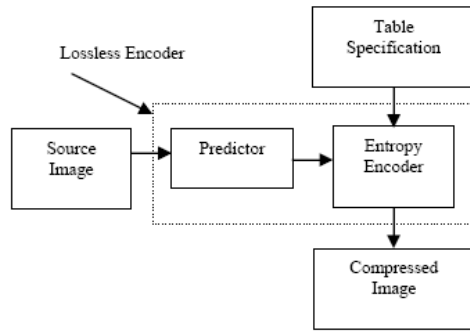 Table
Specification
Lossless Encoder
Source
Image
Predictor
Entropy
Encoder
Compressed
Image